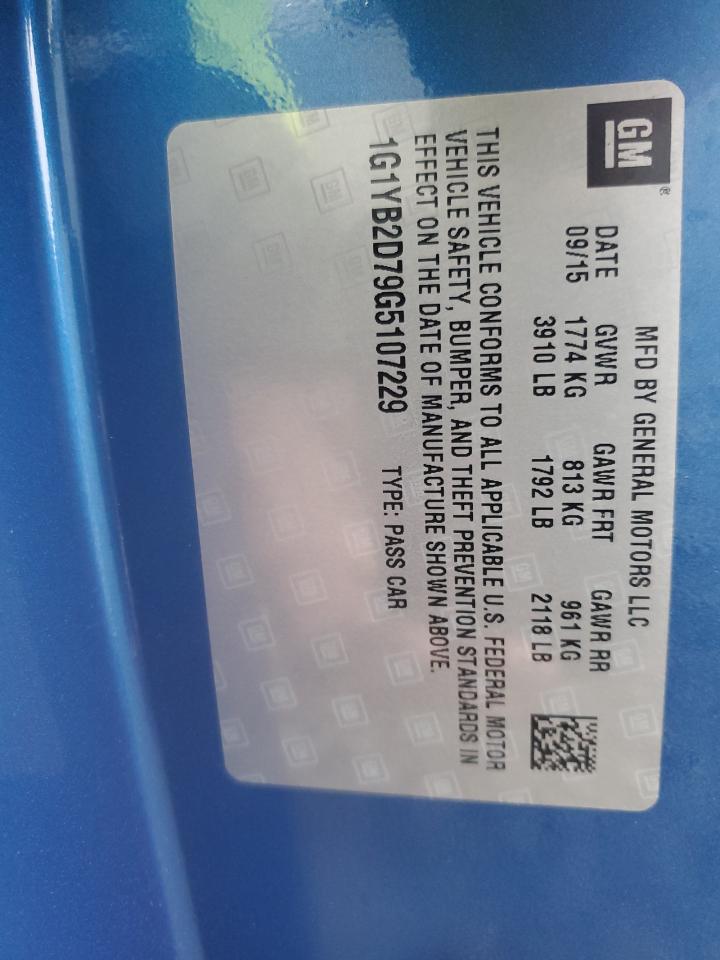 GM®
MFD BY GENERAL MOTORS LLC
DATE GVWR GAWR FRT GAWR RR
09/15 1774 KG 813 KG 961 KG
3910 LB 1792 LB 2118 LB
THIS VEHICLE CONFORMS TO ALL APPLICABLE U.S. FEDERAL MOTOR
VEHICLE SAFETY, BUMPER, AND THEFT PREVENTION STANDARDS IN
EFFECT ON THE DATE OF MANUFACTURE SHOWN ABOVE.
1G1YB2D79G5107229 TYPE: PASS CAR